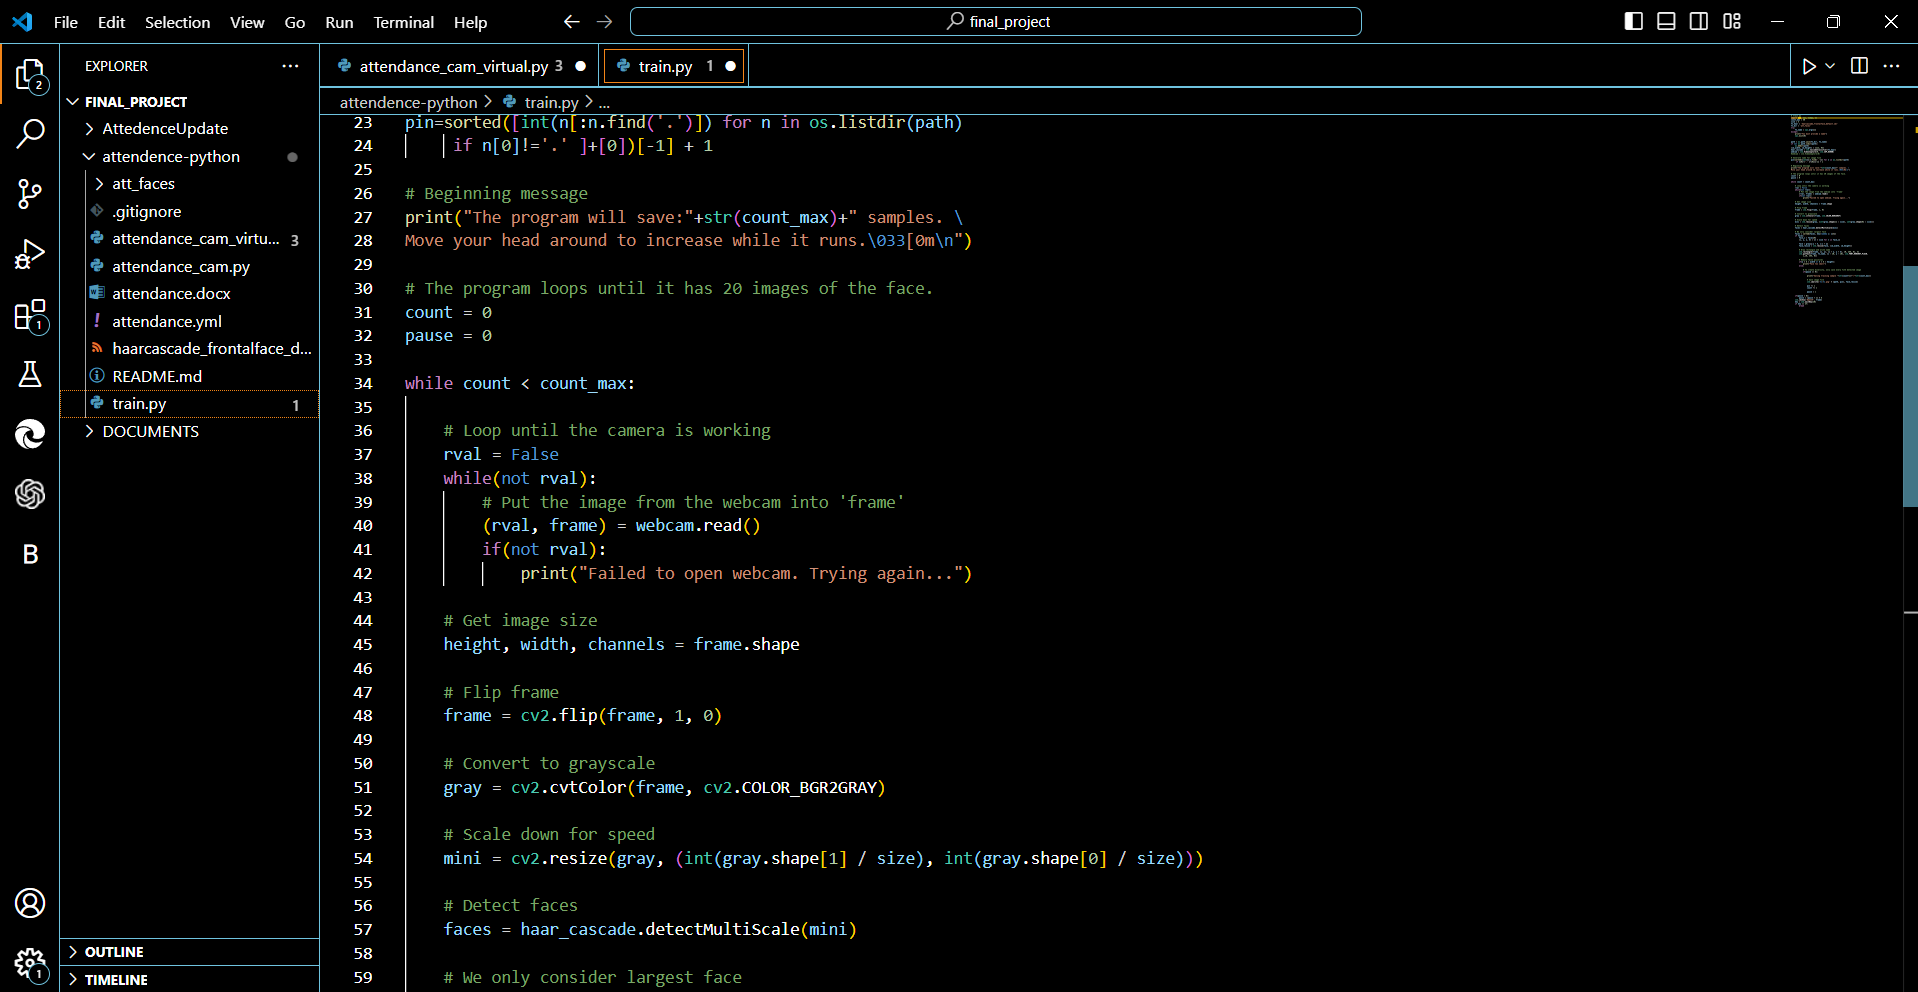 File Edit Selection View Go Run Terminal Help
final_project
EXPLORER
attendance_cam_virtual.py 3
train.py 1
2
FINAL_PROJECT
AttedenceUpdate
attendence-python
att_faces
.gitignore
attendance_cam_virtu... 3
attendance_cam.py
attendance.docx
attendance.yml
haarcascade_frontalface_d...
README.md
train.py 1
DOCUMENTS
1
B
OUTLINE
TIMELINE
1
attendence-python > train.py > ...
23 pin=sorted([int(n[:n.find('.')]) for n in os.listdir(path)
24 if n[0]!='.' ]+[0])[-1] + 1
25
26 # Beginning message
27 print("The program will save:"+str(count_max)+" samples. \
28 Move your head around to increase while it runs.\033[0m\n")
29
30 # The program loops until it has 20 images of the face.
31 count = 0
32 pause = 0
33
34 while count < count_max:
35
36 # Loop until the camera is working
37 rval = False
38 while(not rval):
39 # Put the image from the webcam into 'frame'
40 (rval, frame) = webcam.read()
41 if(not rval):
42 print("Failed to open webcam. Trying again...")
43
44 # Get image size
45 height, width, channels = frame.shape
46
47 # Flip frame
48 frame = cv2.flip(frame, 1, 0)
49
50 # Convert to grayscale
51 gray = cv2.cvtColor(frame, cv2.COLOR_BGR2GRAY)
52
53 # Scale down for speed
54 mini = cv2.resize(gray, (int(gray.shape[1] / size), int(gray.shape[0] / size)))
55
56 # Detect faces
57 faces = haar_cascade.detectMultiScale(mini)
58
59 # We only consider largest face